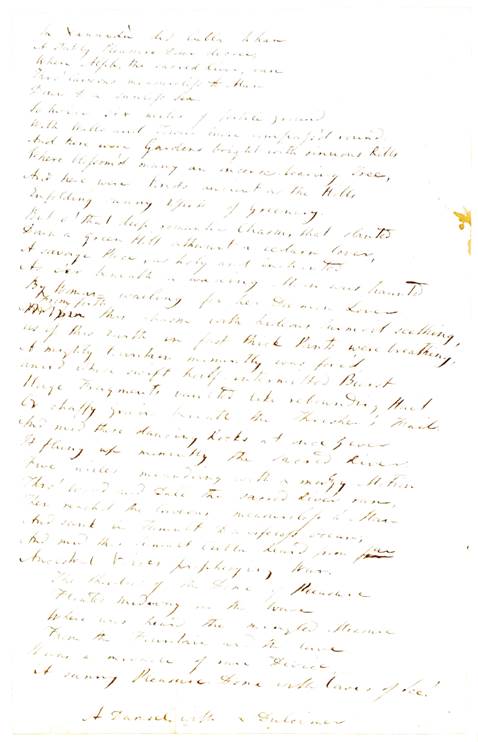 In Xannadù did Cubla Khan
A stately Pleasure Dome decree,
Where Alph, the sacred River, ran
Thro' Caverns measureless to Man
Down to a sunless Sea.
So twice six miles of fertile ground
With Walls and Towers were compass'd round
And here were Gardens bright with sinuous Rills
Where blossom'd many an incense-bearing Tree,
And here were Forests ancient as the Hills
Enfolding sunny Spots of Greenery.
But o! that deep romantic Chasm, that slanted
Down a green Hill athwart a cedarn Cover,
A savage Place, as holy and inchanted
As e'er beneath a waning Moon was haunted
By Woman wailing for her Dæmon Lover
From forth
this Chasm with hideous Turmoil seething,
As if this Earth in fast thick Pants were breathing,
A mighty Fountain momently was forc'd
Amid whose swift half-intermitted Burst
Huge Fragments vaulted like rebounding Hail
Or chaffy grain beneath the Thresher's Flail
And mid these dancing Rocks at once & ever
It flung up momently the sacred River
Five miles meandring with a mazy Motion
Thro' Wood and Dale the sacred River ran,
Then reach'd the Caverns measureless to Man
And sank in Tumult to a lifeless Ocean;
And mid this Tumult Cubla heard from far
Ancestral Voices prophesying War.
The Shadow of the Dome of Pleasure
Floated midway on the Wave
Where was heard the mingled Measure
From the Fountain and the Cave.
It was a miracle of rare Device,
A sunny Pleasure-Dome with Caves of Ice!
A Damsel with a Dulcimer